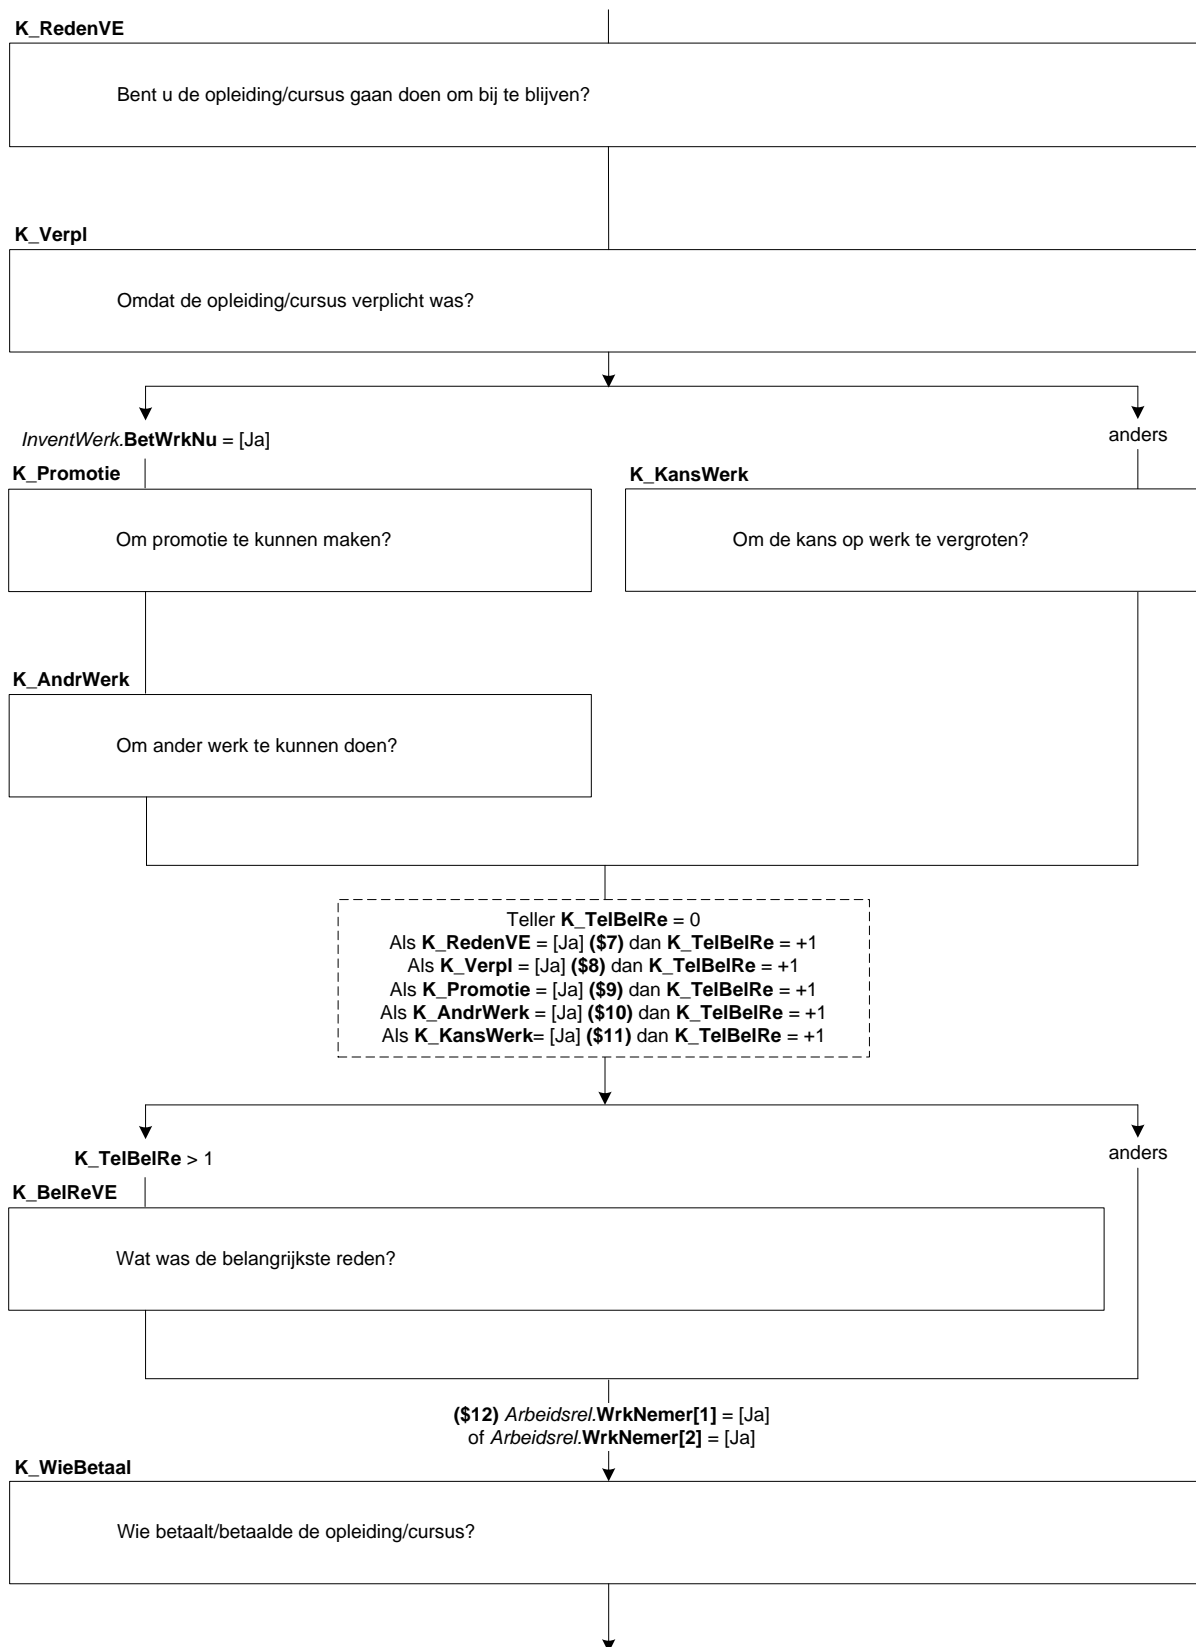 K_RedenVE
Bent u de opleiding/cursus gaan doen om bij te blijven?
K_Verpl
Omdat de opleiding/cursus verplicht was?
InventWerk.BetWrkNu = [Ja]
anders
K_Promotie
K_KansWerk
Om promotie te kunnen maken?
Om de kans op werk te vergroten?
K_AndrWerk
Om ander werk te kunnen doen?
Teller K_TelBelRe = 0
Als K_RedenVE = [Ja] ($7) dan K_TelBelRe = +1
Als K_Verpl = [Ja] ($8) dan K_TelBelRe = +1
Als K_Promotie = [Ja] ($9) dan K_TelBelRe = +1
Als K_AndrWerk = [Ja] ($10) dan K_TelBelRe = +1
Als K_KansWerk= [Ja] ($11) dan K_TelBelRe = +1
K_TelBelRe > 1
anders
K_BelReVE
Wat was de belangrijkste reden?
($12) Arbeidsrel.WrkNemer[1] = [Ja]
of Arbeidsrel.WrkNemer[2] = [Ja]
K_WieBetaal
Wie betaalt/betaalde de opleiding/cursus?